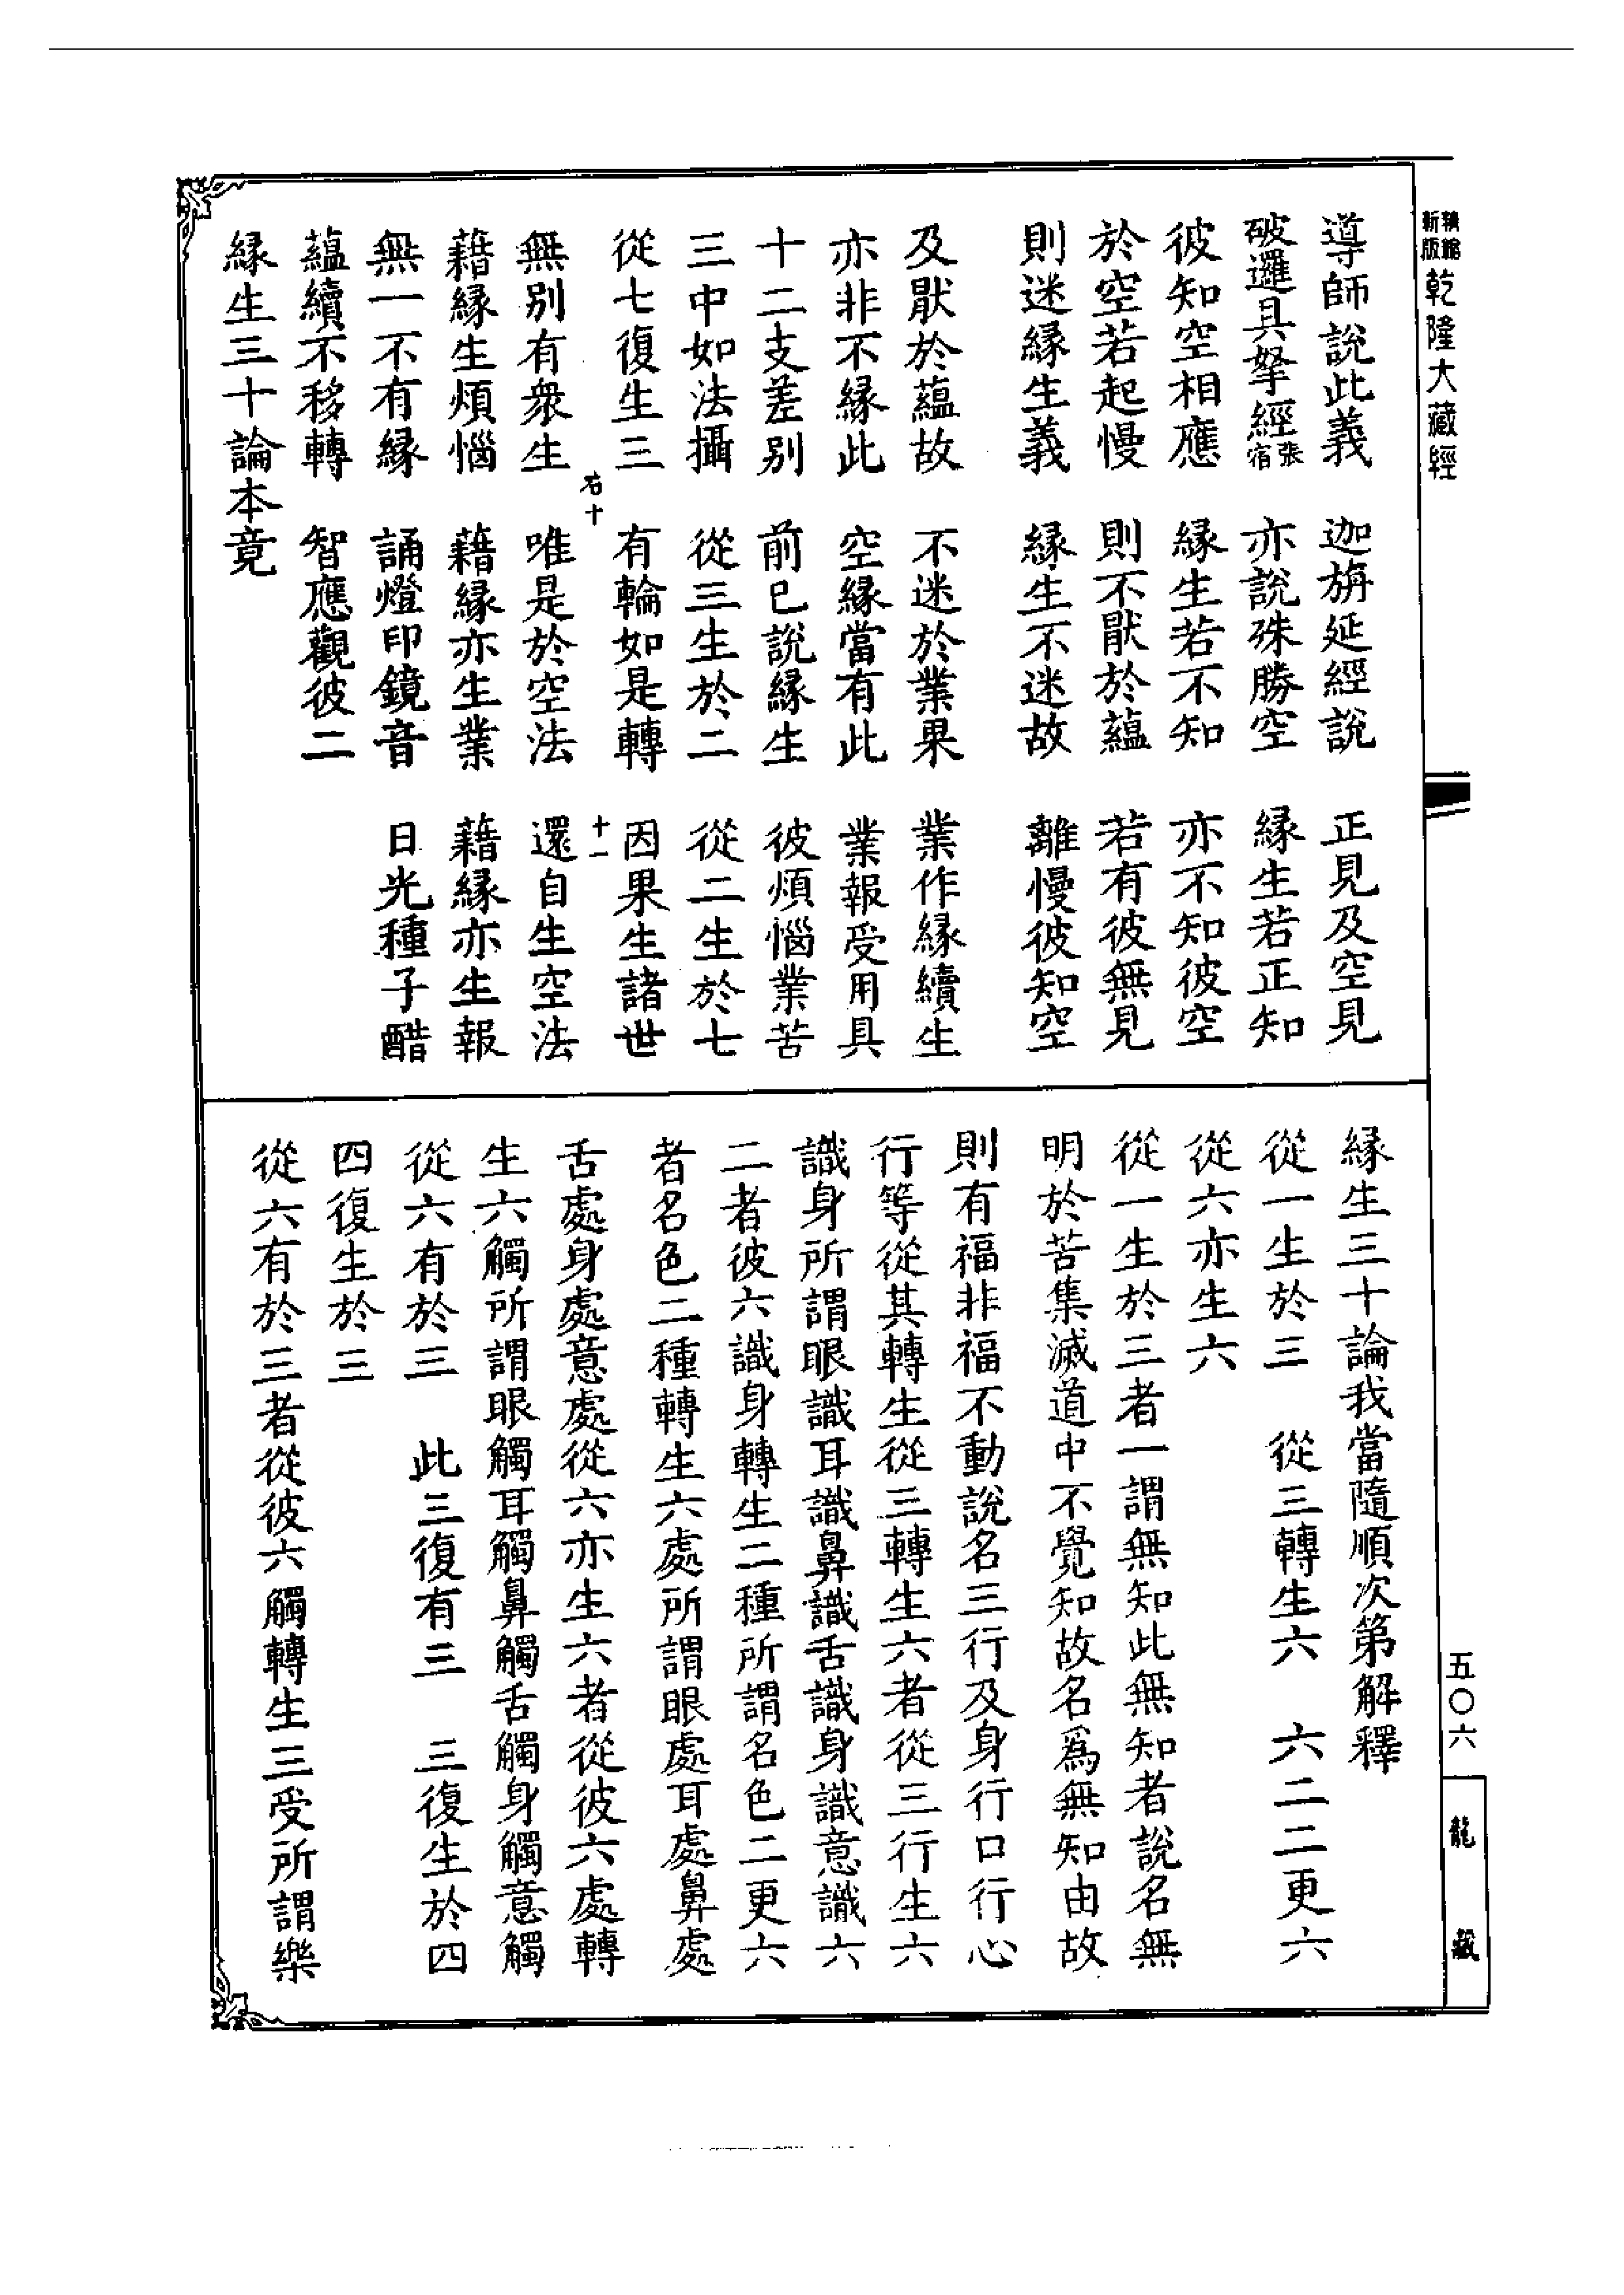 新版精縮乾隆大藏經
導師說此義　迦旃延經說　正見及空見
破邏具拏經張宿　亦說殊勝空　緣生若正知
彼知空相應　緣生若不知　亦不知彼空
於空若起慢　則不厭於蘊　若有彼無見
則迷緣生義　緣生不迷故　離慢彼知空
及厭於蘊故　不迷於業果　業作緣續生
亦非不緣此　空緣當有此　業報受用具
十二支差別　前已說緣生　彼煩惱業苦
三中如法攝　從三生於二　從二生於七
從七復生三　有輪如是轉　因果生諸世
右十　十一
無別有眾生　唯是於空法　還自生空法
藉緣生煩惱　藉緣亦生業　藉緣亦生報
無一不有緣　誦燈印鏡音　日光種子酷
蘊續不移轉　智應觀彼二
緣生三十論本竟
緣生三十論我當隨順次第解釋
從一生於三　從三轉生六　六二二更六
從六亦生六
從一生於三者一謂無知此無知者說名無
明於苦集滅道中不覺知故名為無知由故
則有福非福不動說名三行及身行口行心
行等從其轉生從三轉生六者從三行生六
識身所謂眼識耳識鼻識舌識身識意識六
二者彼六識身轉生二種所謂名色二更六
者名色二種轉生六處所謂眼處耳處鼻處
舌處身處意處從六亦生六者從彼六處轉
生六觸所謂眼觸耳觸鼻觸舌觸身觸意觸
從六有於三　此三復有三　三復生於四
四復生於三
從六有於三者從彼六觸轉生三受所謂樂
五〇六
龍藏